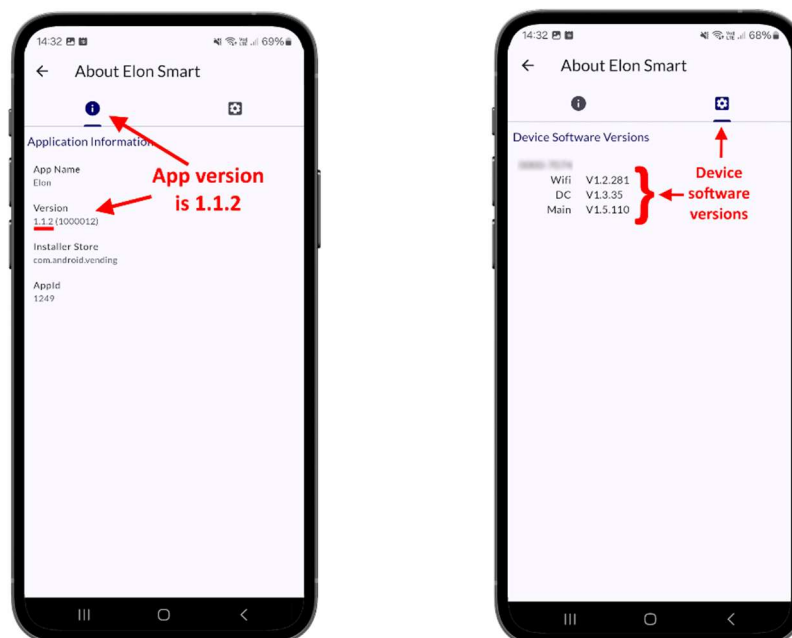 14:32
69%
About Elon Smart
Application Information
App Name
Elon
Version
1.1.2 (1000012)
Installer Store
com.android.vending
AppId
1249
App version
is 1.1.2
14:32
68%
About Elon Smart
Device Software Versions
Wifi V1.2.281
DC V1.3.35
Main V1.5.110
Device
software
versions